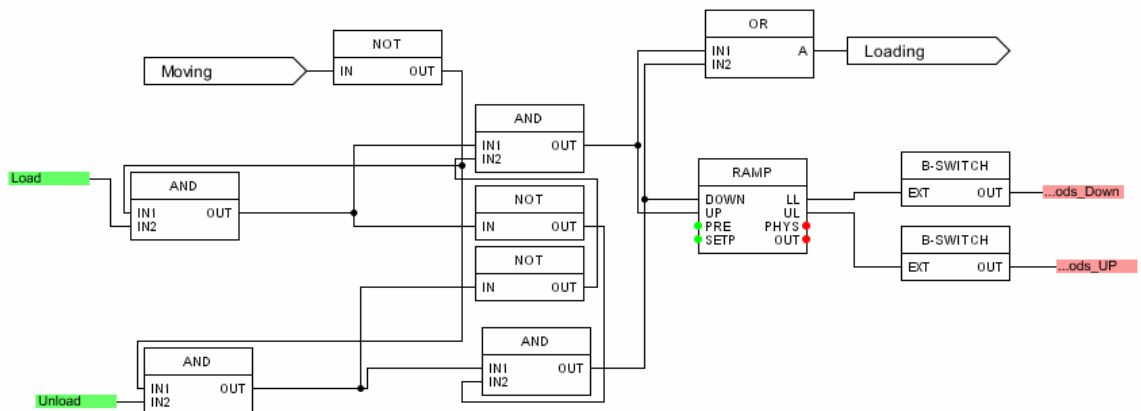 OR
NOT
IN1 A
IN2
Loading
Moving
IN OUT
AND
IN1 OUT
IN2
Load
AND
IN1 OUT
IN2
RAMP
DOWN LL
UP UL
PRE PHYS
SETP OUT
B-SWITCH
EXT OUT
...ods_Down
NOT
IN OUT
B-SWITCH
EXT OUT
...ods_UP
NOT
IN OUT
AND
IN1 OUT
IN2
AND
IN1 OUT
IN2
Unload